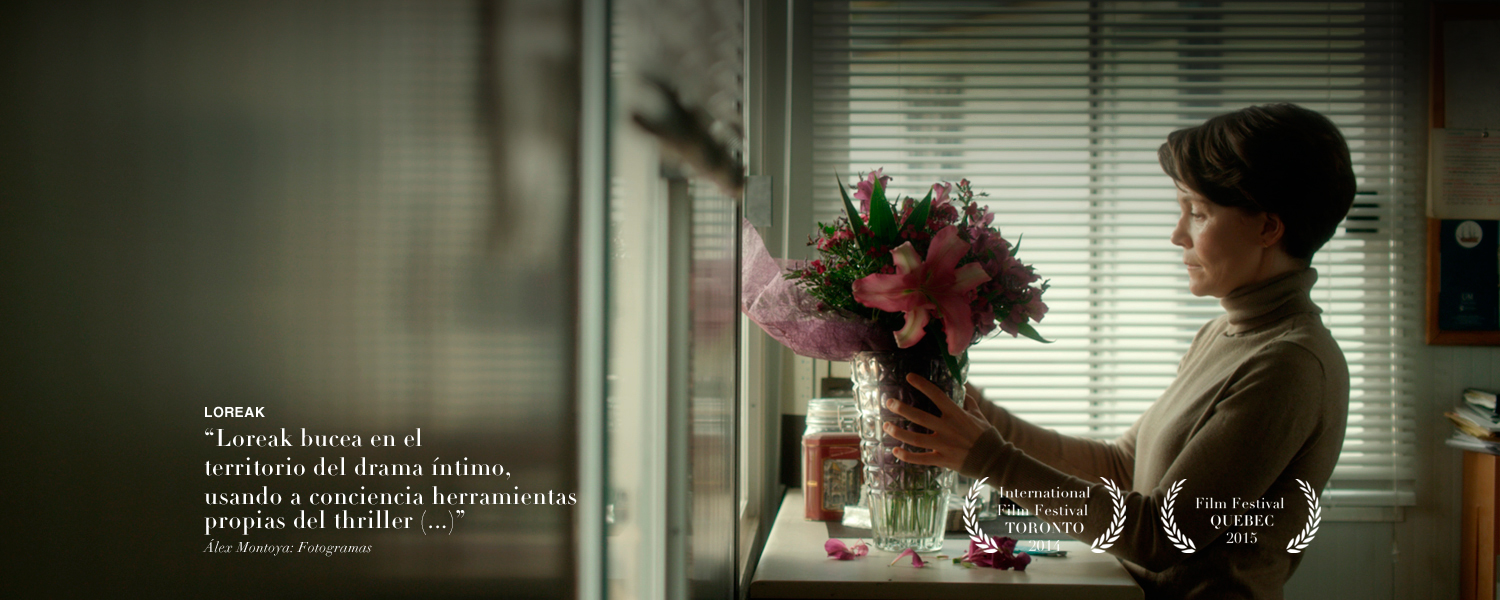 LOREAK
“Loreak bucea en el
territorio del drama íntimo,
usando a conciencia herramientas
propias del thriller (...)”
Álex Montoya: Fotogramas
International
Film Festival
TORONTO
2014
Film Festival
QUEBEC
2015